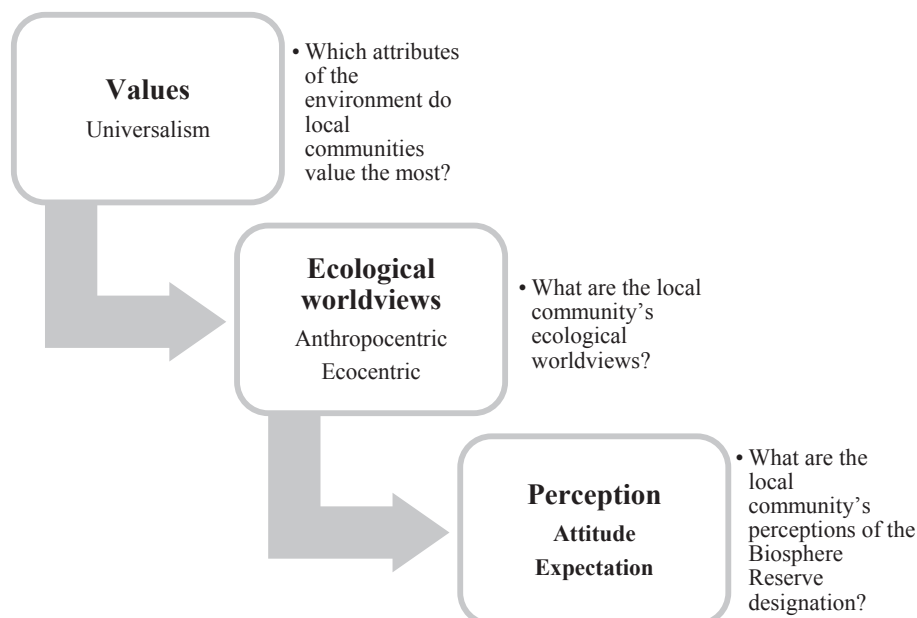 Values
Universalism
• Which attributes
of the
environment do
local
communities
value the most?
Ecological
worldviews
Anthropocentric
Ecocentric
• What are the local
community’s
ecological
worldviews?
Perception
Attitude
Expectation
• What are the
local
community’s
perceptions of the
Biosphere
Reserve
designation?